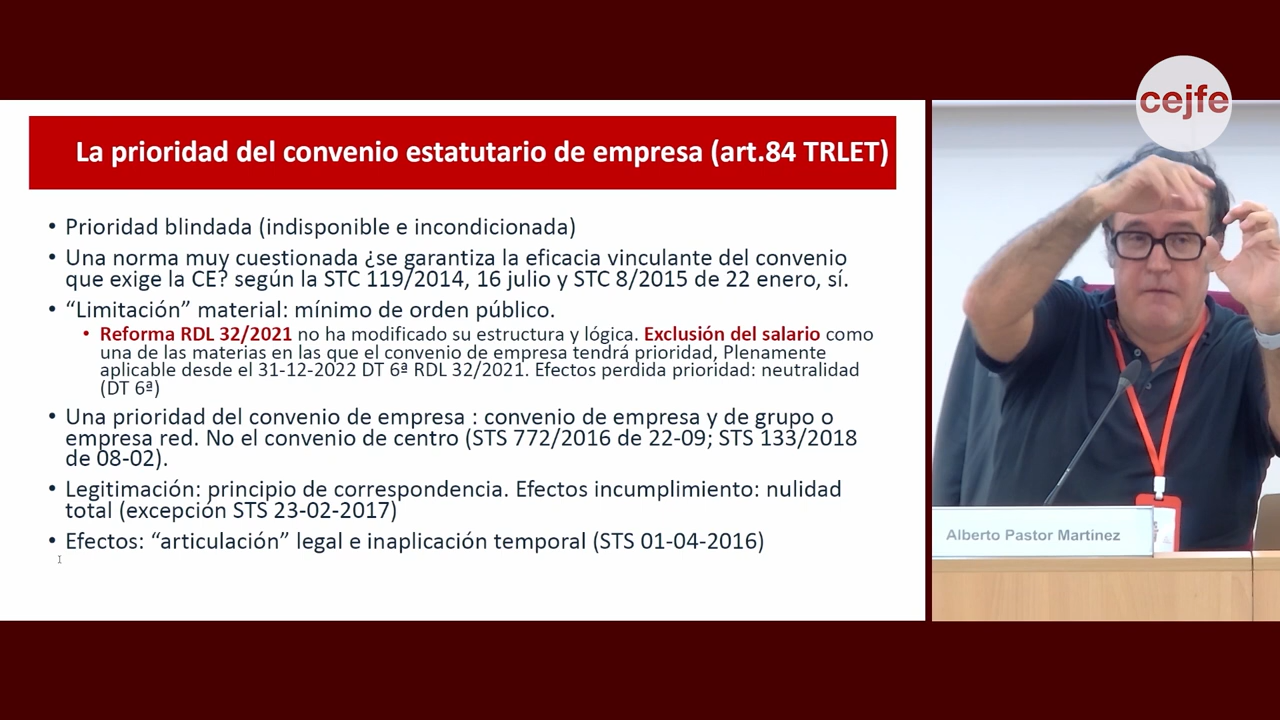 cejfe
La prioridad del convenio estatutario de empresa (art.84 TRLET)
• Prioridad blindada (indisponible e incondicionada)
• Una norma muy cuestionada ¿se garantiza la eficacia vinculante del convenio
que exige la CE? según la STC 119/2014, 16 julio y STC 8/2015 de 22 enero, sí.
• “Limitación” material: mínimo de orden público.
• Reforma RDL 32/2021 no ha modificado su estructura y lógica. Exclusión del salario como
una de las materias en las que el convenio de empresa tendrá prioridad, Plenamente
aplicable desde el 31-12-2022 DT 6ª RDL 32/2021. Efectos perdida prioridad: neutralidad
(DT 6ª)
• Una prioridad del convenio de empresa : convenio de empresa y de grupo o
empresa red. No el convenio de centro (STS 772/2016 de 22-09; STS 133/2018
de 08-02).
• Legitimación: principio de correspondencia. Efectos incumplimiento: nulidad
total (excepción STS 23-02-2017)
• Efectos: “articulación” legal e inaplicación temporal (STS 01-04-2016)
Alberto Pastor Martínez